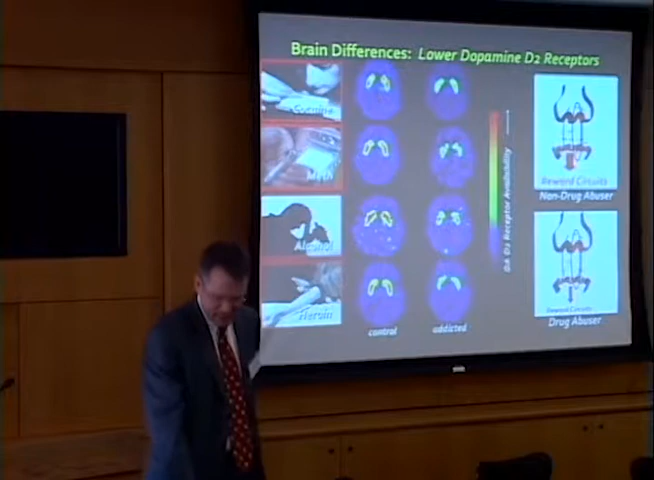 Brain Differences: Lower Dopamine D2 Receptors
Cocaine
Meth
Alcohol
Heroin
control
addicted
DA D2 Receptor Availability
Reward Circuits
Non-Drug Abuser
Reward Circuits
Drug Abuser